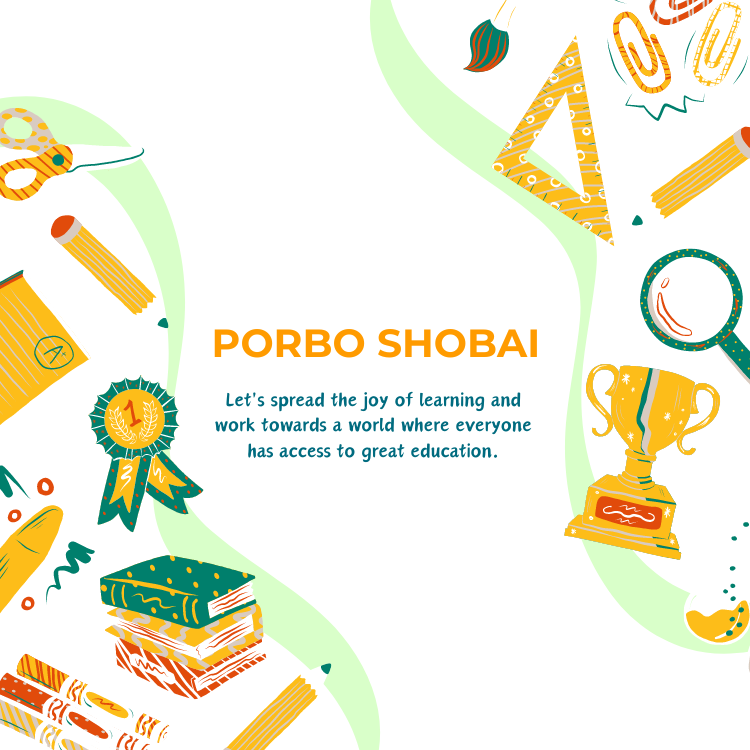 PORBO SHOBAI
Let's spread the joy of learning and
work towards a world where everyone
has access to great education.
A+
1